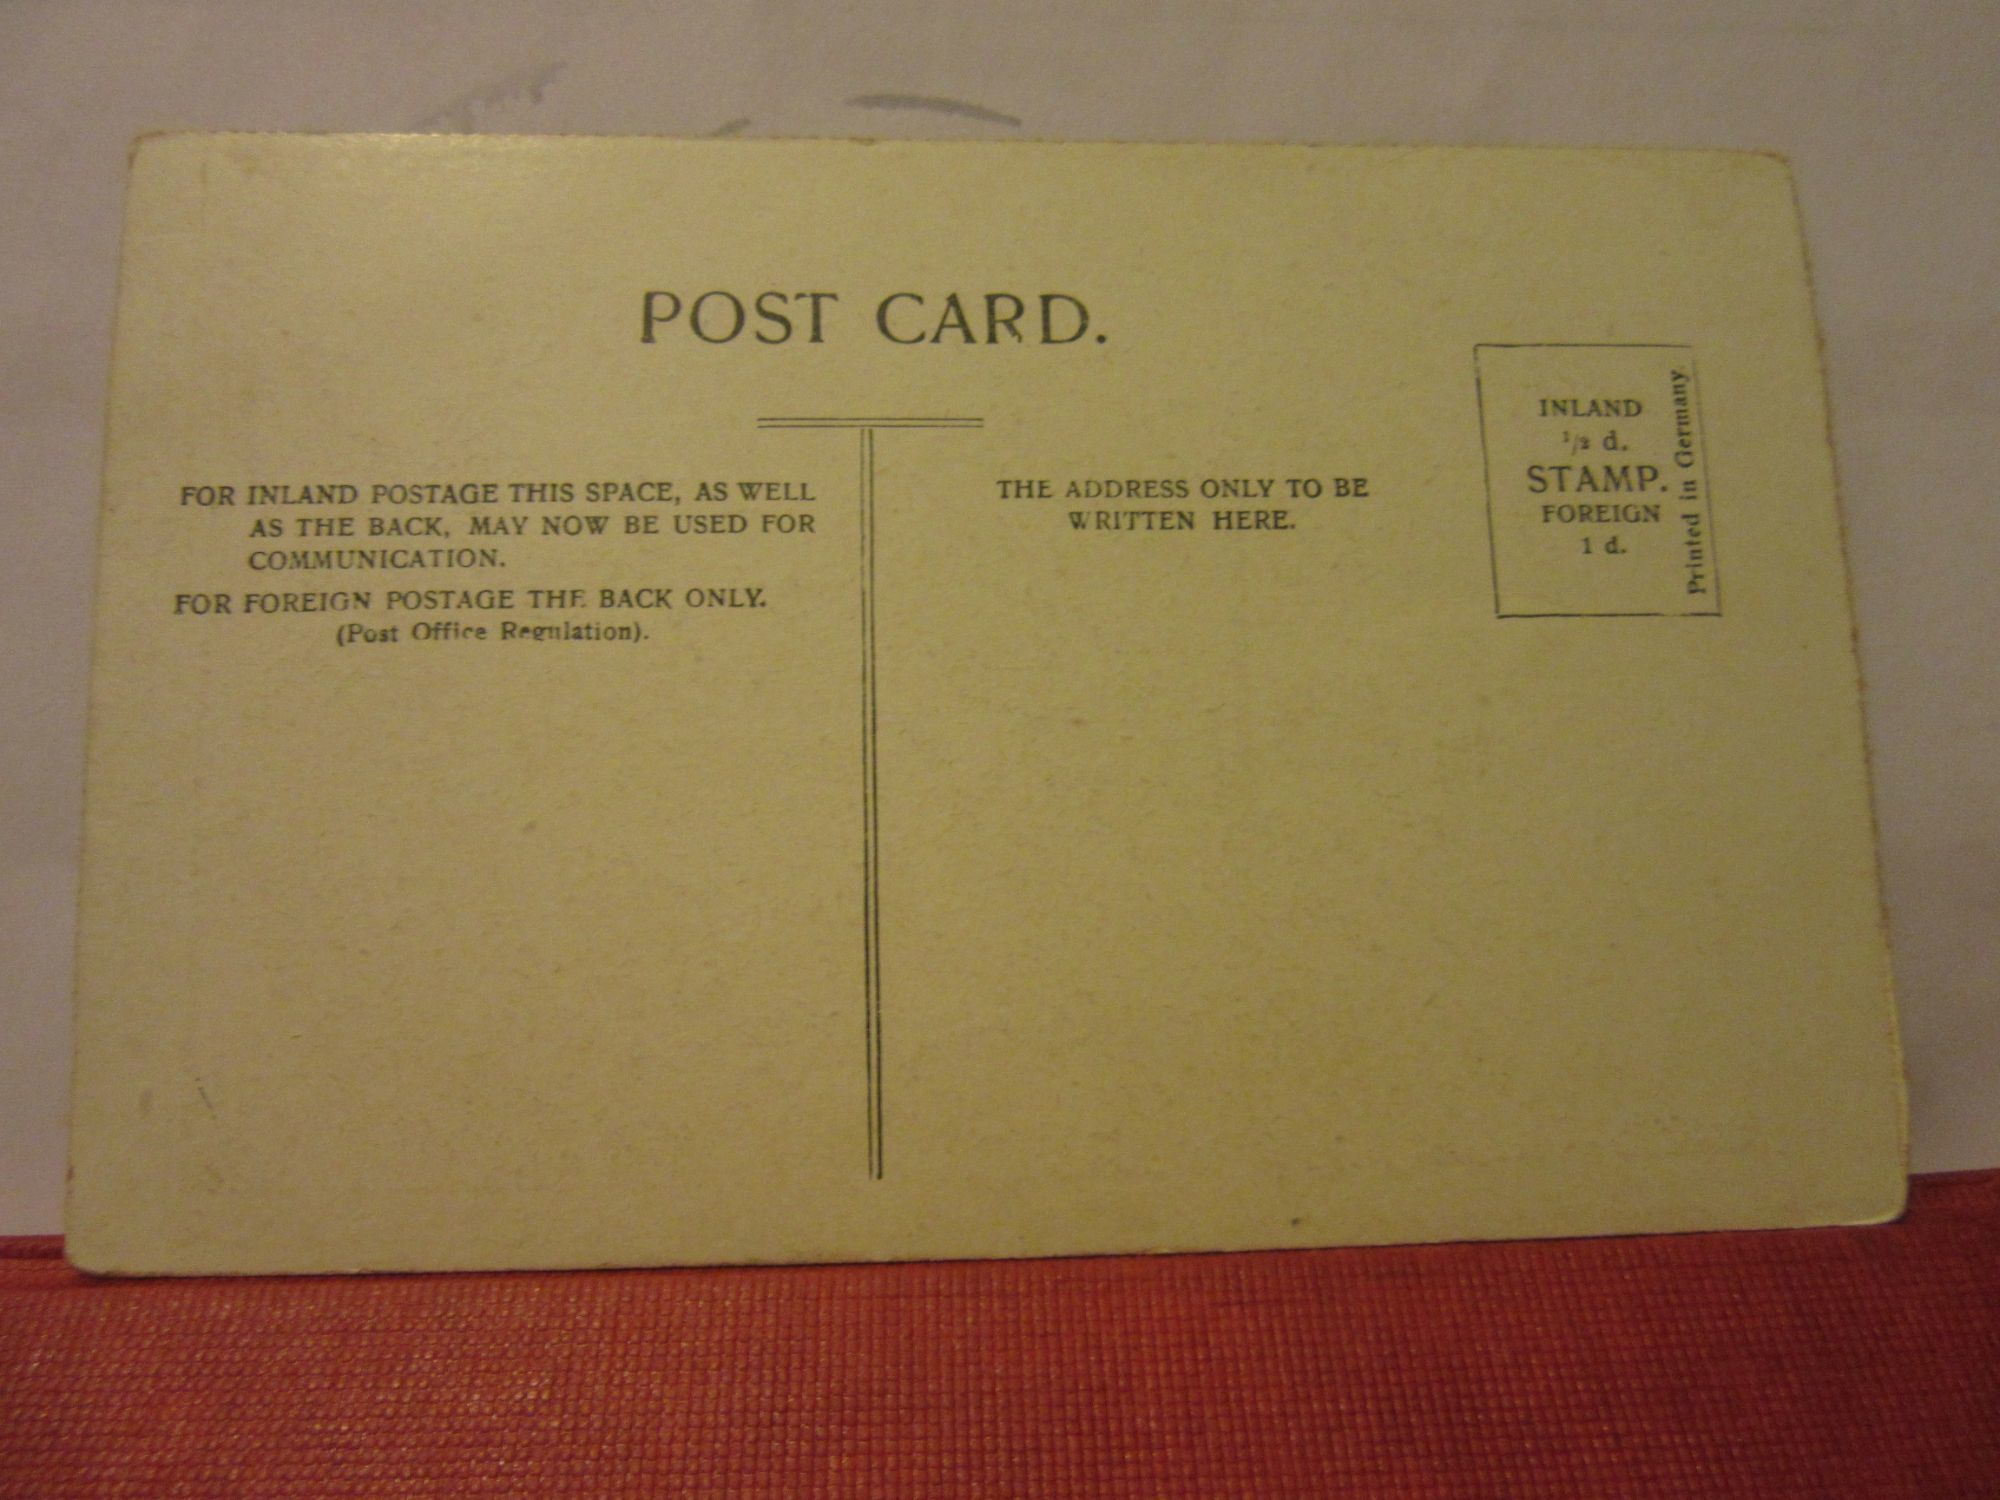 POST CARD.
FOR INLAND POSTAGE THIS SPACE, AS WELL
AS THE BACK, MAY NOW BE USED FOR
COMMUNICATION.
FOR FOREIGN POSTAGE THE BACK ONLY.
(Post Office Regulation).
THE ADDRESS ONLY TO BE
WRITTEN HERE.
INLAND
1/2 d.
STAMP.
FOREIGN
1 d.
Printed in Germany